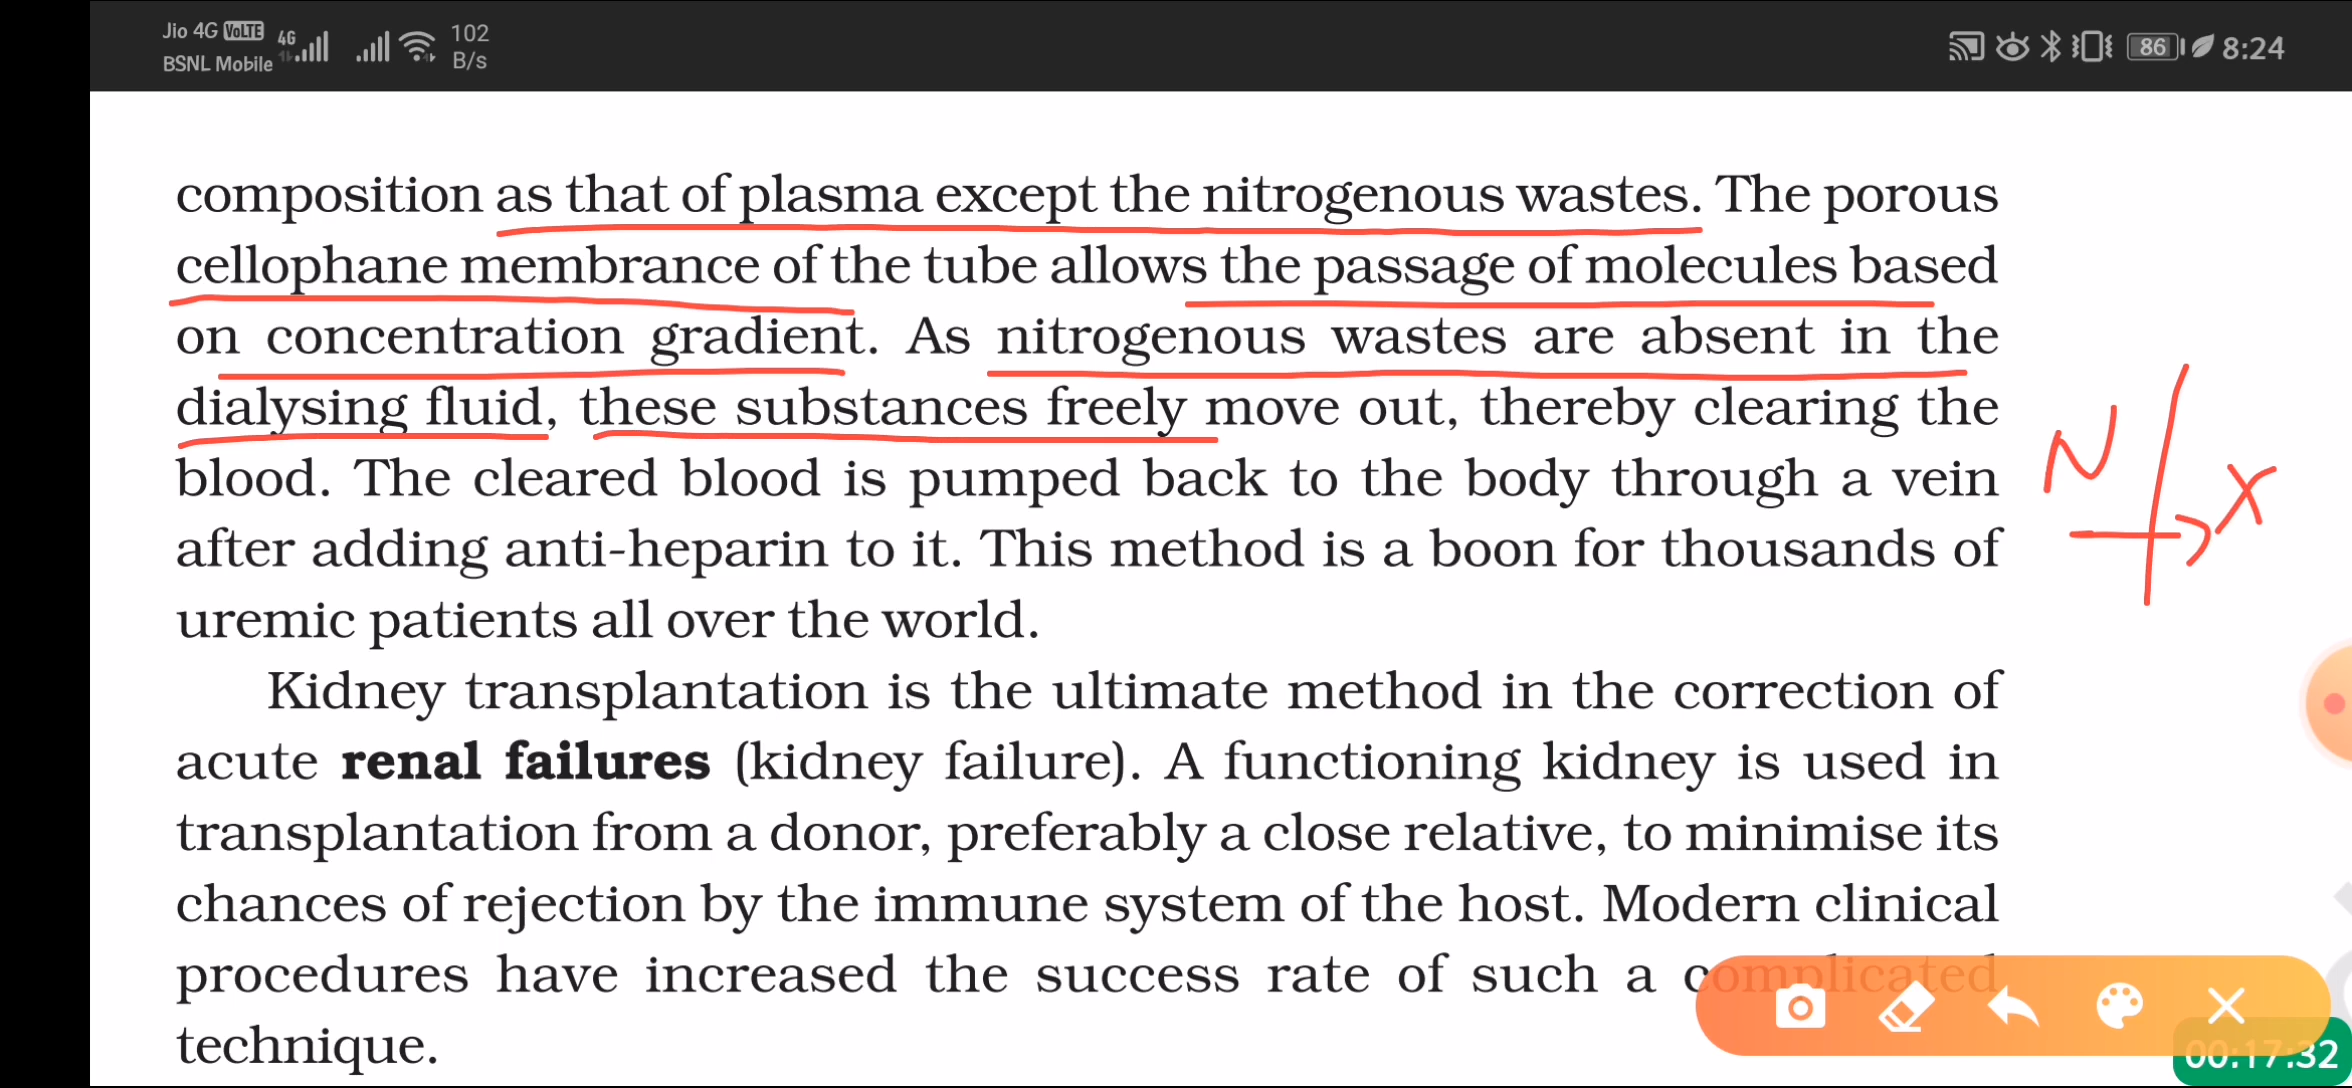 Jio 4G VoLTE 4G 102
BSNL Mobile B/s
86 8:24
composition as that of plasma except the nitrogenous wastes. The porous
cellophane membrance of the tube allows the passage of molecules based
on concentration gradient. As nitrogenous wastes are absent in the
dialysing fluid, these substances freely move out, thereby clearing the
blood. The cleared blood is pumped back to the body through a vein
after adding anti-heparin to it. This method is a boon for thousands of
uremic patients all over the world.
N
X
Kidney transplantation is the ultimate method in the correction of
acute renal failures (kidney failure). A functioning kidney is used in
transplantation from a donor, preferably a close relative, to minimise its
chances of rejection by the immune system of the host. Modern clinical
procedures have increased the success rate of such a complicated
technique.
00:17:32